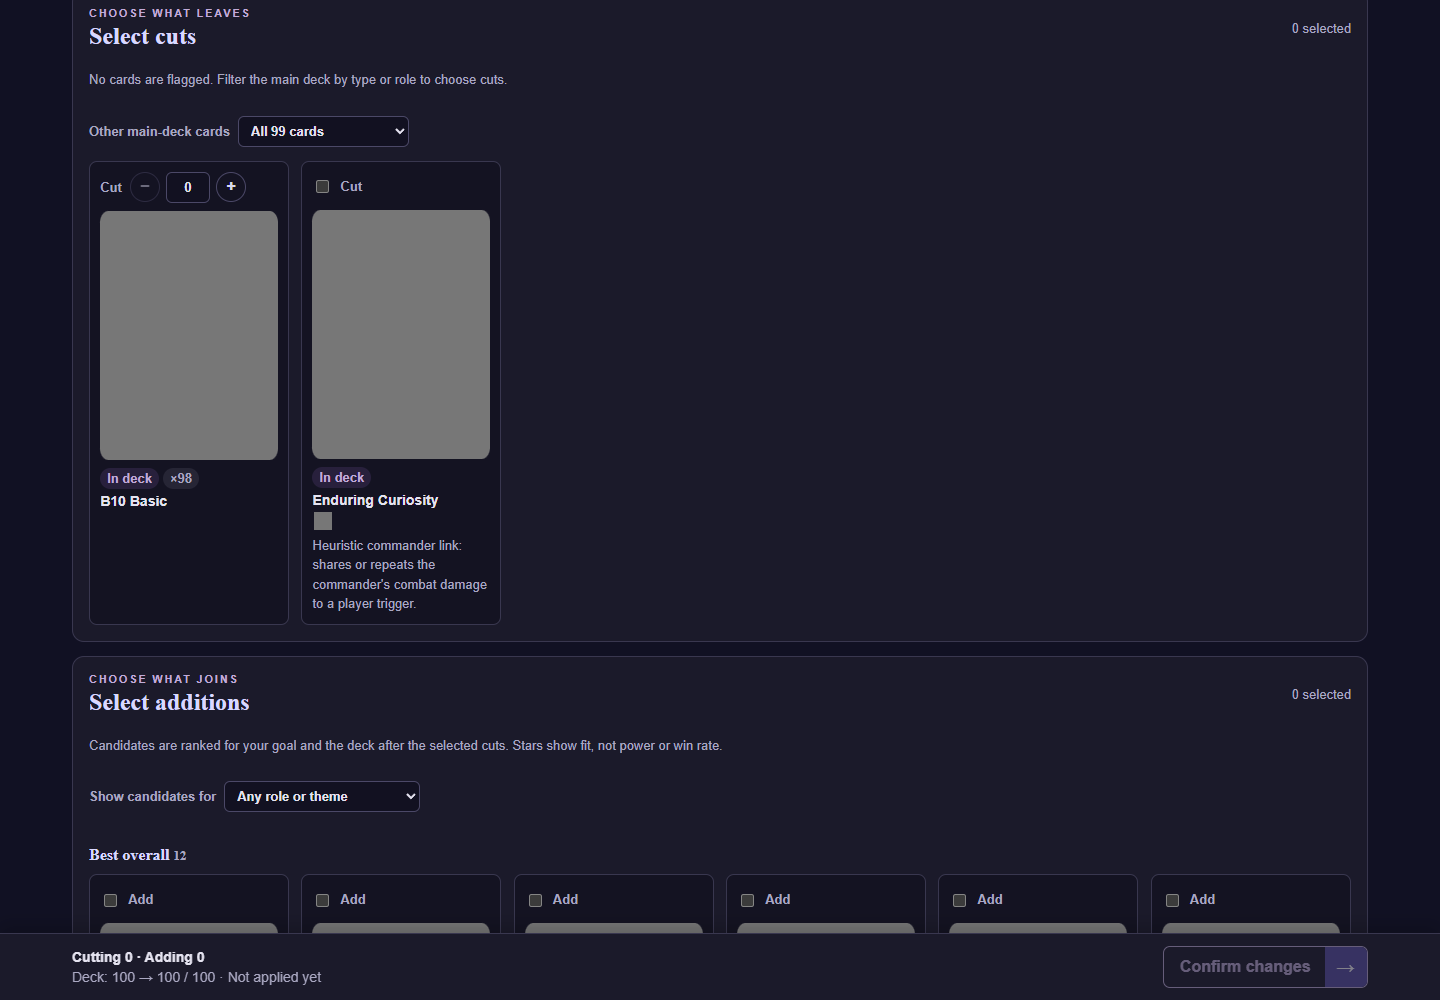 CHOOSE WHAT LEAVES
Select cuts
0 selected
No cards are flagged. Filter the main deck by type or role to choose cuts.
Other main-deck cards
All 99 cards
Cut
−
0
+
In deck
×98
B10 Basic
Cut
In deck
Enduring Curiosity
Heuristic commander link:
shares or repeats the
commander's combat damage
to a player trigger.
CHOOSE WHAT JOINS
Select additions
0 selected
Candidates are ranked for your goal and the deck after the selected cuts. Stars show fit, not power or win rate.
Show candidates for
Any role or theme
Best overall 12
Add
Add
Add
Add
Add
Add
Cutting 0 · Adding 0
Deck: 100 → 100 / 100 · Not applied yet
Confirm changes →